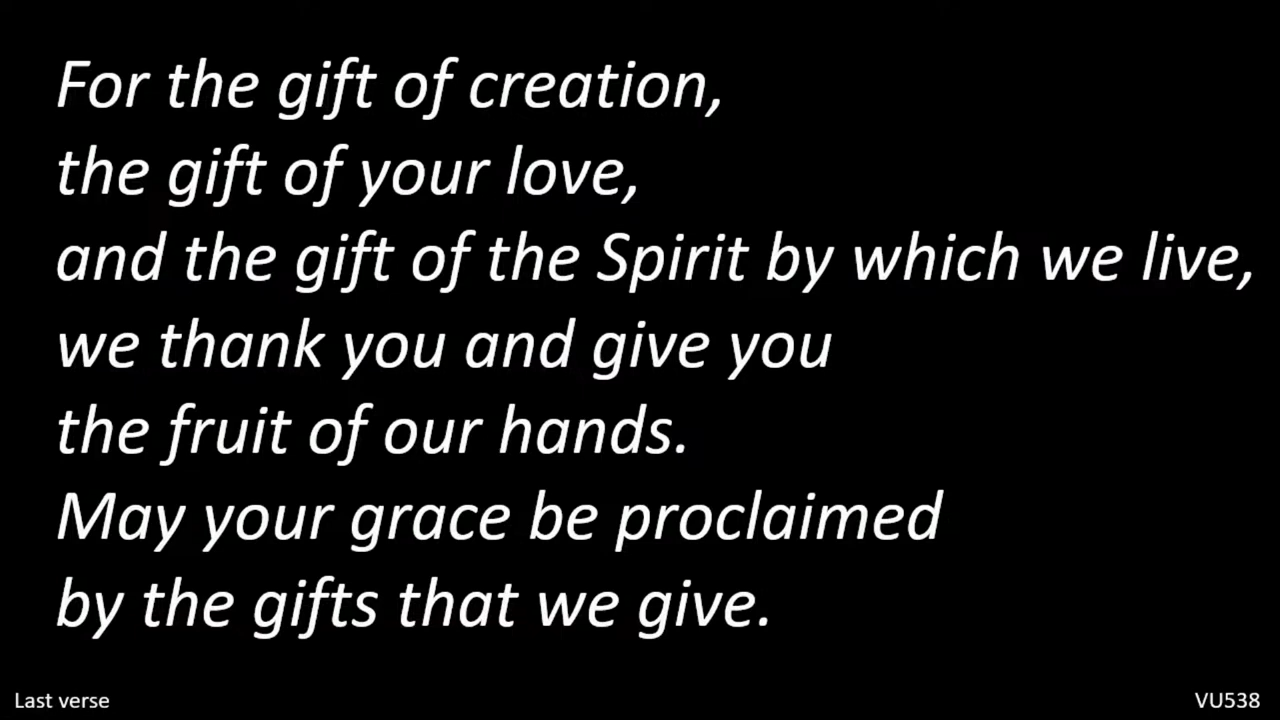 For the gift of creation,
the gift of your love,
and the gift of the Spirit by which we live,
we thank you and give you
the fruit of our hands.
May your grace be proclaimed
by the gifts that we give.
Last verse
VU538